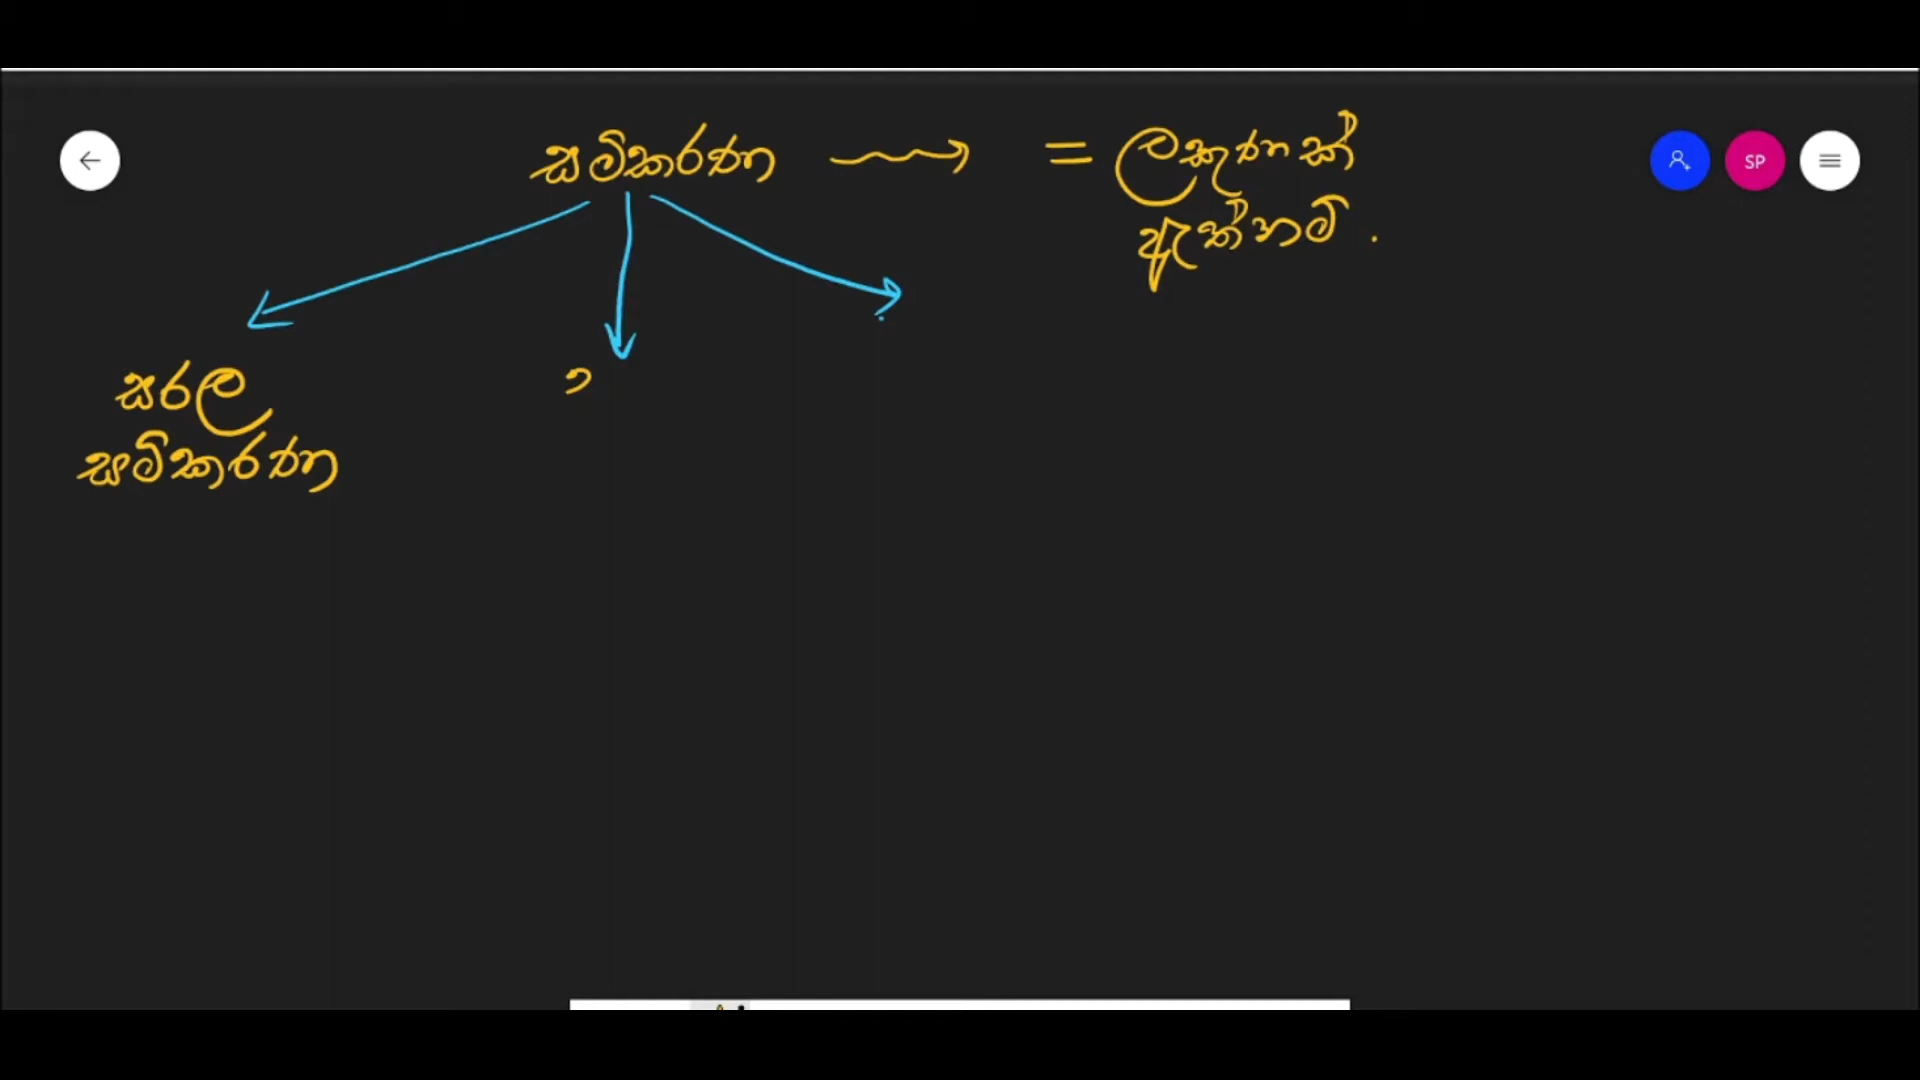 සමීකරණ = ලකුණක්
ඇත්නම් .
SP
සරල
සමීකරණ